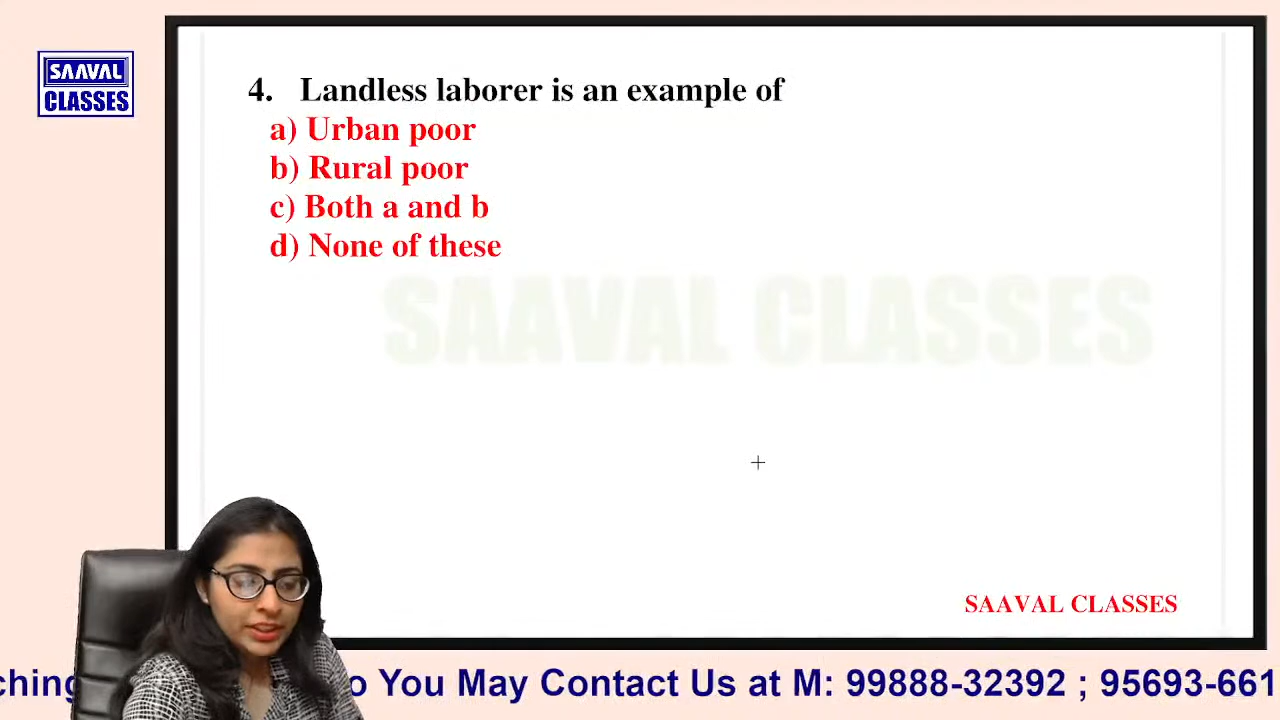 SAAVAL
CLASSES
4. Landless laborer is an example of
a) Urban poor
b) Rural poor
c) Both a and b
d) None of these
SAAVAL CLASSES
SAAVAL CLASSES
ching o You May Contact Us at M: 99888-32392 ; 95693-661